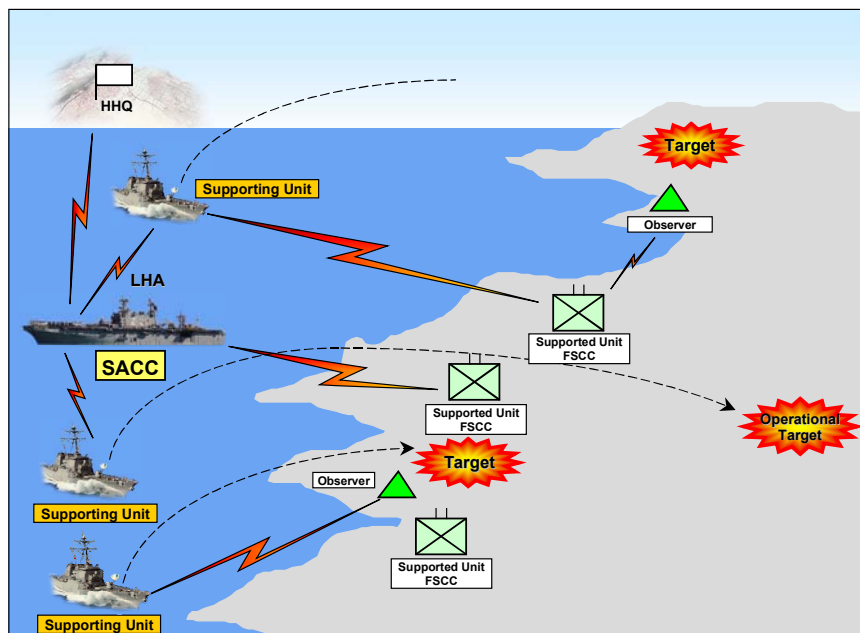 HHQ
Target
Supporting Unit
Observer
LHA
SACC
Supported Unit
FSCC
Supported Unit
FSCC
Operational
Target
Target
Observer
Supporting Unit
Supported Unit
FSCC
Supporting Unit